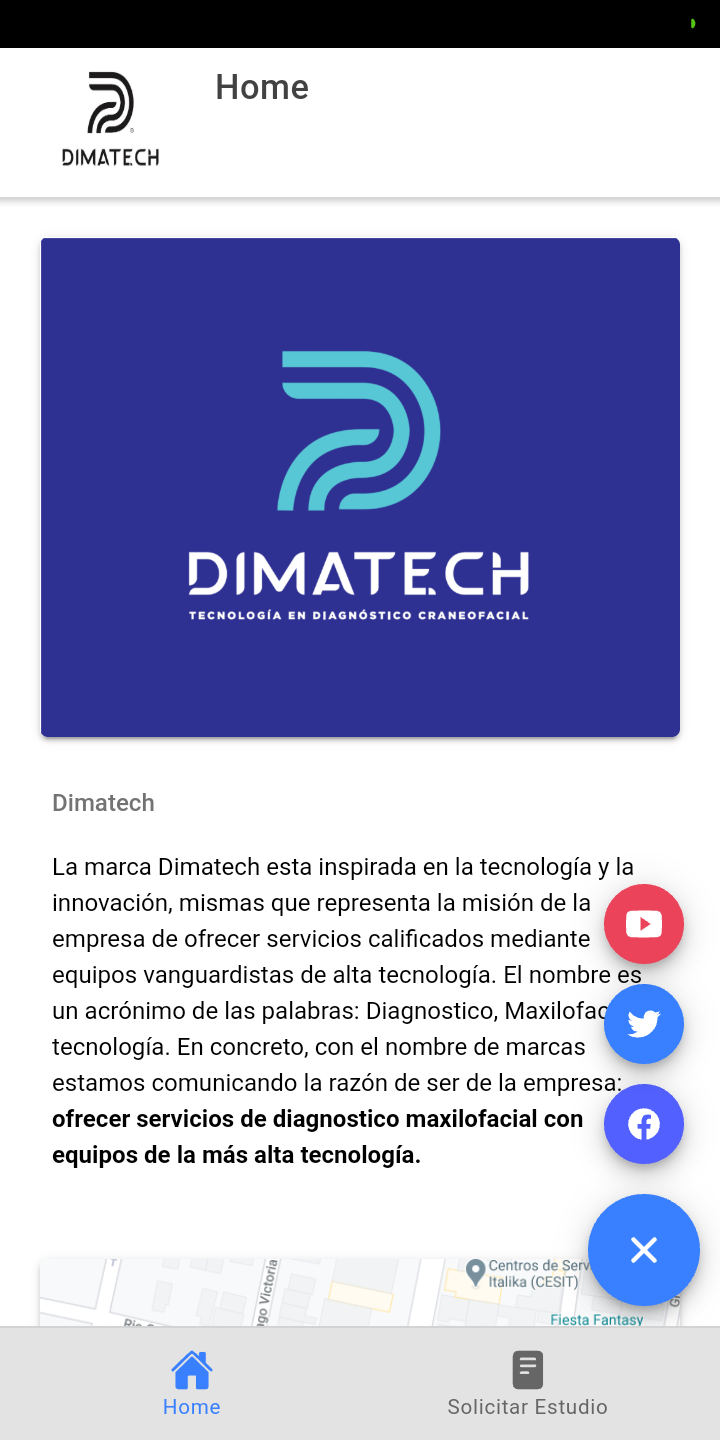 DIMATECH
Home
DIMATECH
TECNOLOGÍA EN DIAGNÓSTICO CRANEOFACIAL
Dimatech
La marca Dimatech esta inspirada en la tecnología y la
innovación, mismas que representa la misión de la
empresa de ofrecer servicios calificados mediante
equipos vanguardistas de alta tecnología. El nombre es
un acrónimo de las palabras: Diagnostico, Maxilofac
tecnología. En concreto, con el nombre de marcas
estamos comunicando la razón de ser de la empresa:
ofrecer servicios de diagnostico maxilofacial con
equipos de la más alta tecnología.
Centros de Serv
Italika (CESIT)
ago Victoria
Fiesta Fantasy
Home
Solicitar Estudio